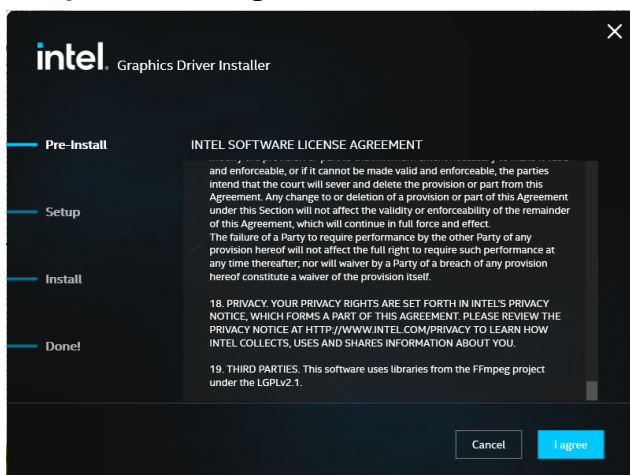 intel. Graphics Driver Installer
Pre-Install
Setup
Install
Done!
INTEL SOFTWARE LICENSE AGREEMENT
and enforceable, or if it cannot be made valid and enforceable, the parties
intend that the court will sever and delete the provision or part from this
Agreement. Any change to or deletion of a provision or part of this Agreement
under this Section will not affect the validity or enforceability of the remainder
of this Agreement, which will continue in full force and effect.
The failure of a Party to require performance by the other Party of any
provision hereof will not affect the full right to require such performance at
any time thereafter; nor will waiver by a Party of a breach of any provision
hereof constitute a waiver of the provision itself.
18. PRIVACY. YOUR PRIVACY RIGHTS ARE SET FORTH IN INTEL'S PRIVACY
NOTICE, WHICH FORMS A PART OF THIS AGREEMENT. PLEASE REVIEW THE
PRIVACY NOTICE AT HTTP://WWW.INTEL.COM/PRIVACY TO LEARN HOW
INTEL COLLECTS, USES AND SHARES INFORMATION ABOUT YOU.
19. THIRD PARTIES. This software uses libraries from the FFmpeg project
under the LGPLv2.1.
Cancel
I agree